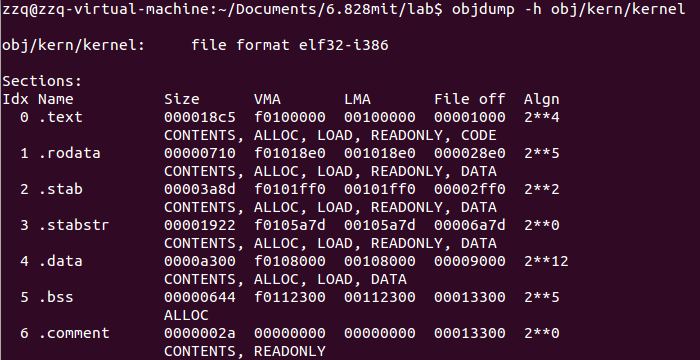 zzq@zzq-virtual-machine:~/Documents/6.828mit/lab$ objdump -h obj/kern/kernel
obj/kern/kernel:     file format elf32-i386
Sections:
Idx Name          Size      VMA       LMA       File off  Algn
  0 .text         000018c5  f0100000  00100000  00001000  2**4
                  CONTENTS, ALLOC, LOAD, READONLY, CODE
  1 .rodata       00000710  f01018e0  001018e0  000028e0  2**5
                  CONTENTS, ALLOC, LOAD, READONLY, DATA
  2 .stab         00003a8d  f0101ff0  00101ff0  00002ff0  2**2
                  CONTENTS, ALLOC, LOAD, READONLY, DATA
  3 .stabstr      00001922  f0105a7d  00105a7d  00006a7d  2**0
                  CONTENTS, ALLOC, LOAD, READONLY, DATA
  4 .data         0000a300  f0108000  00108000  00009000  2**12
                  CONTENTS, ALLOC, LOAD, DATA
  5 .bss          00000644  f0112300  00112300  00013300  2**5
                  ALLOC
  6 .comment      0000002a  00000000  00000000  00013300  2**0
                  CONTENTS, READONLY